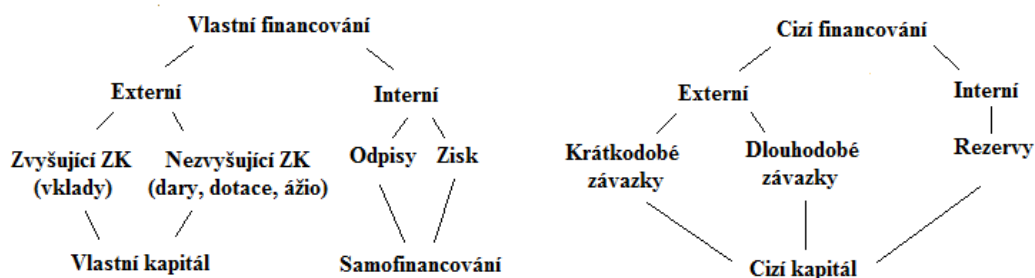 Vlastní financování
Externí
Interní
Zvyšující ZK
(vklady)
Nezvyšující ZK
(dary, dotace, ážio)
Odpisy
Zisk
Vlastní kapitál
Samofinancování
Cizí financování
Externí
Interní
Krátkodobé
závazky
Dlouhodobé
závazky
Rezervy
Cizí kapitál